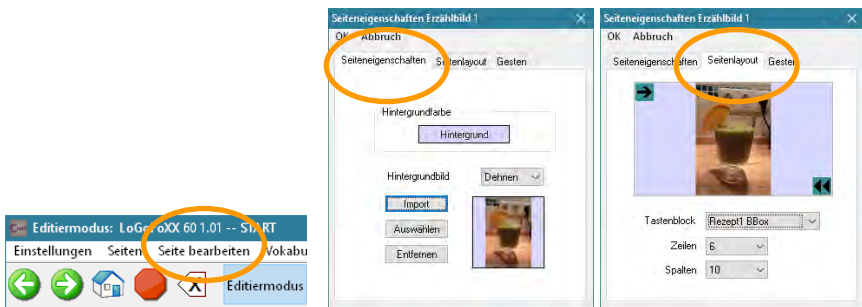 Editiermodus: LoGoFoXX 60 1.01 -- START
Einstellungen Seiten Seite bearbeiten Vokabu
X Editiermodus
Seiteneigenschaften Erzählbild 1
OK Abbruch
Seiteneigenschaften Seitenlayout Gesten
Hintergrundfarbe
Hintergrund
Hintergrundbild Dehnen
Import
Auswählen
Entfernen
Seiteneigenschaften Erzählbild 1
OK Abbruch
Seiteneigenschaften Seitenlayout Gesten
Tastenblock Rezept1 BBox
Zeilen 6
Spalten 10